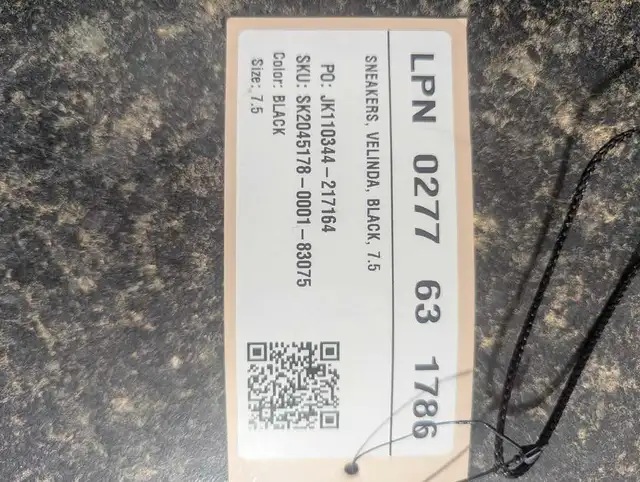 LPN 0277 63 1786
SNEAKERS, VELINDA, BLACK, 7.5
PO: JK110344-217164
SKU: SK2045178-0001-83075
Color: BLACK
Size: 7.5